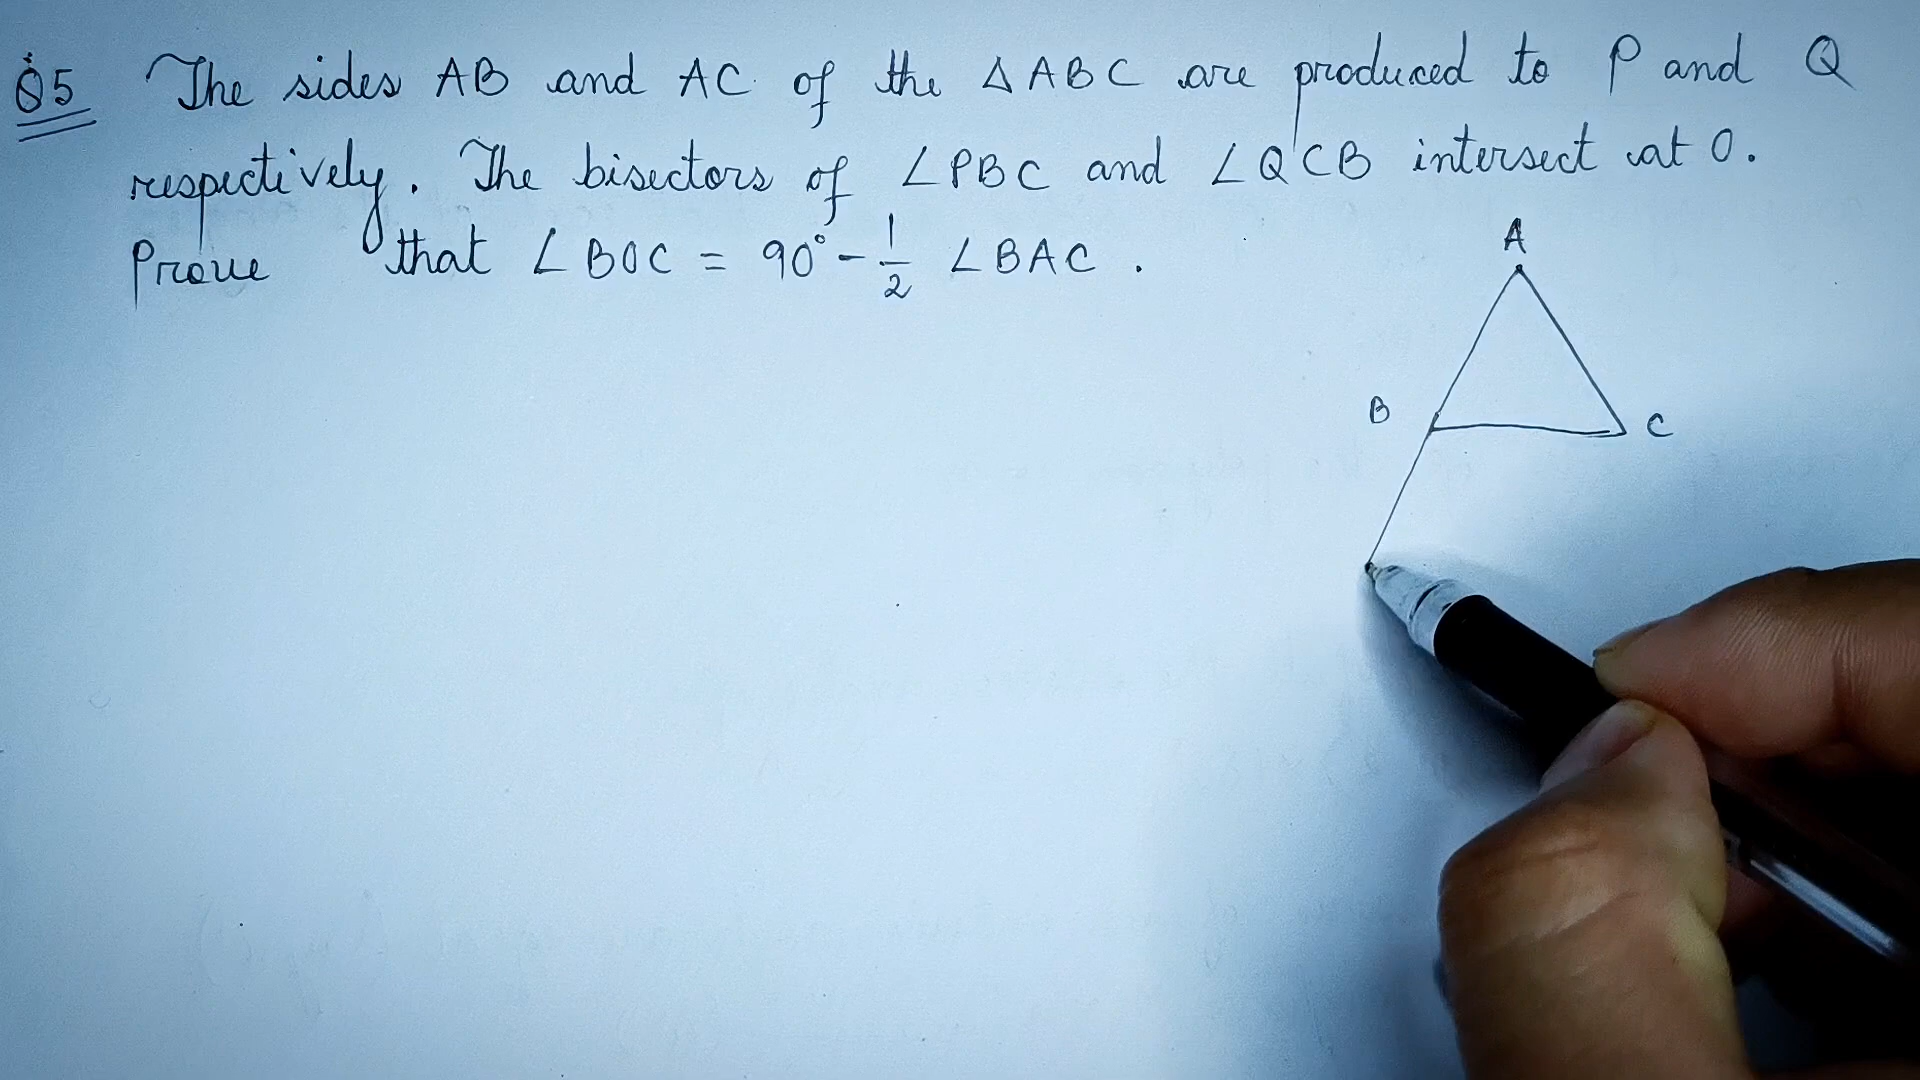 Q5 The sides AB and AC of the △ABC are produced to P and Q
respectively. The bisectors of ∠PBC and ∠QCB intersect at O.
Prove that ∠BOC = 90° - 1/2 ∠BAC.
A
B
C